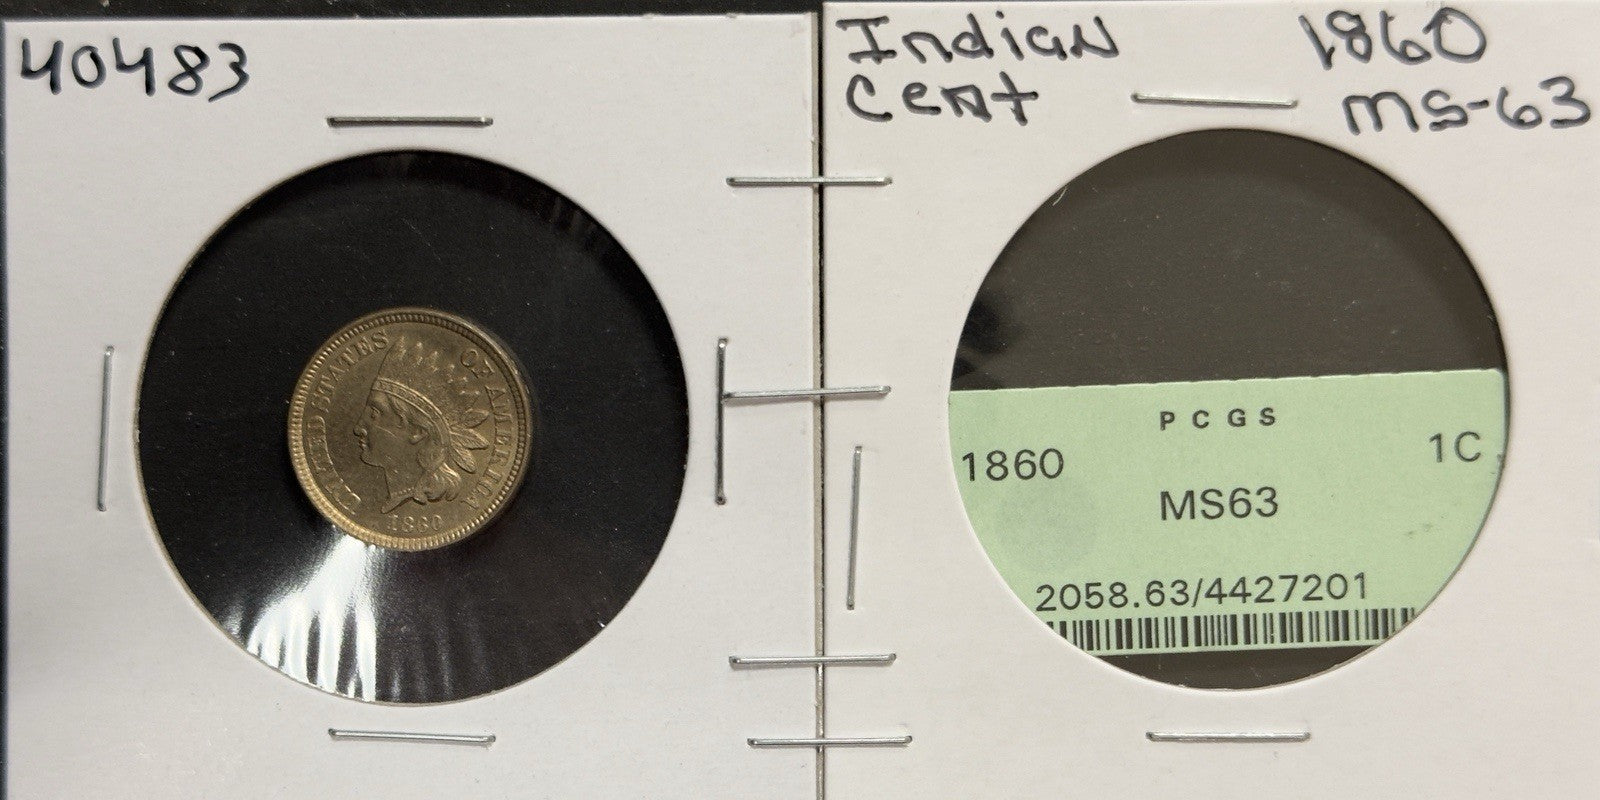 40483
UNITED STATES OF AMERICA
1860
Indian Cent
1860
MS-63
PCGS
1860
1C
MS63
2058.63/4427201